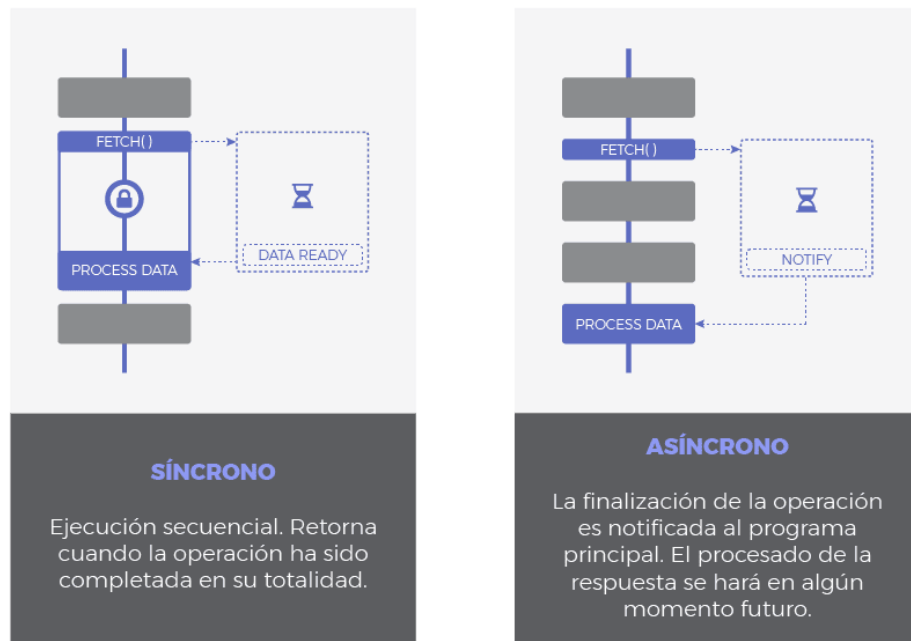 FETCH( )
PROCESS DATA
DATA READY
SÍNCRONO
Ejecución secuencial. Retorna
cuando la operación ha sido
completada en su totalidad.
FETCH( )
NOTIFY
PROCESS DATA
ASÍNCRONO
La finalización de la operación
es notificada al programa
principal. El procesado de la
respuesta se hará en algún
momento futuro.